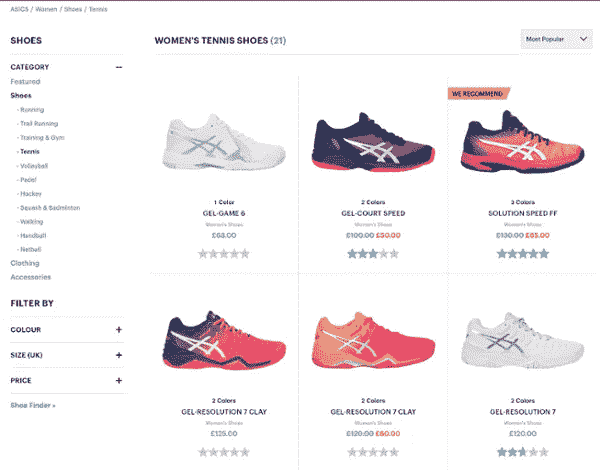 ASICS / Women / Shoes / Tennis
SHOES
WOMEN'S TENNIS SHOES (21)
Most Popular
CATEGORY
Featured
Shoes
- Running
- Trail Running
- Training & Gym
- Tennis
- Volleyball
- Padel
- Hockey
- Squash & Badminton
- Walking
- Handball
- Netball
Clothing
Accessories
FILTER BY
COLOUR
SIZE (UK)
PRICE
Shoe Finder »
1 Color
GEL-GAME 6
Women's Shoes
2 Colors
GEL-COURT SPEED
Women's Shoes
£100.00 £50.00
WE RECOMMEND
3 Colors
SOLUTION SPEED FF
Women's Shoes
£130.00 £65.00
2 Colors
GEL-RESOLUTION 7 CLAY
Women's Shoes
£125.00
2 Colors
GEL-RESOLUTION 7 CLAY
Women's Shoes
£120.00 £60.00
2 Colors
GEL-RESOLUTION 7
Women's Shoes
£120.00